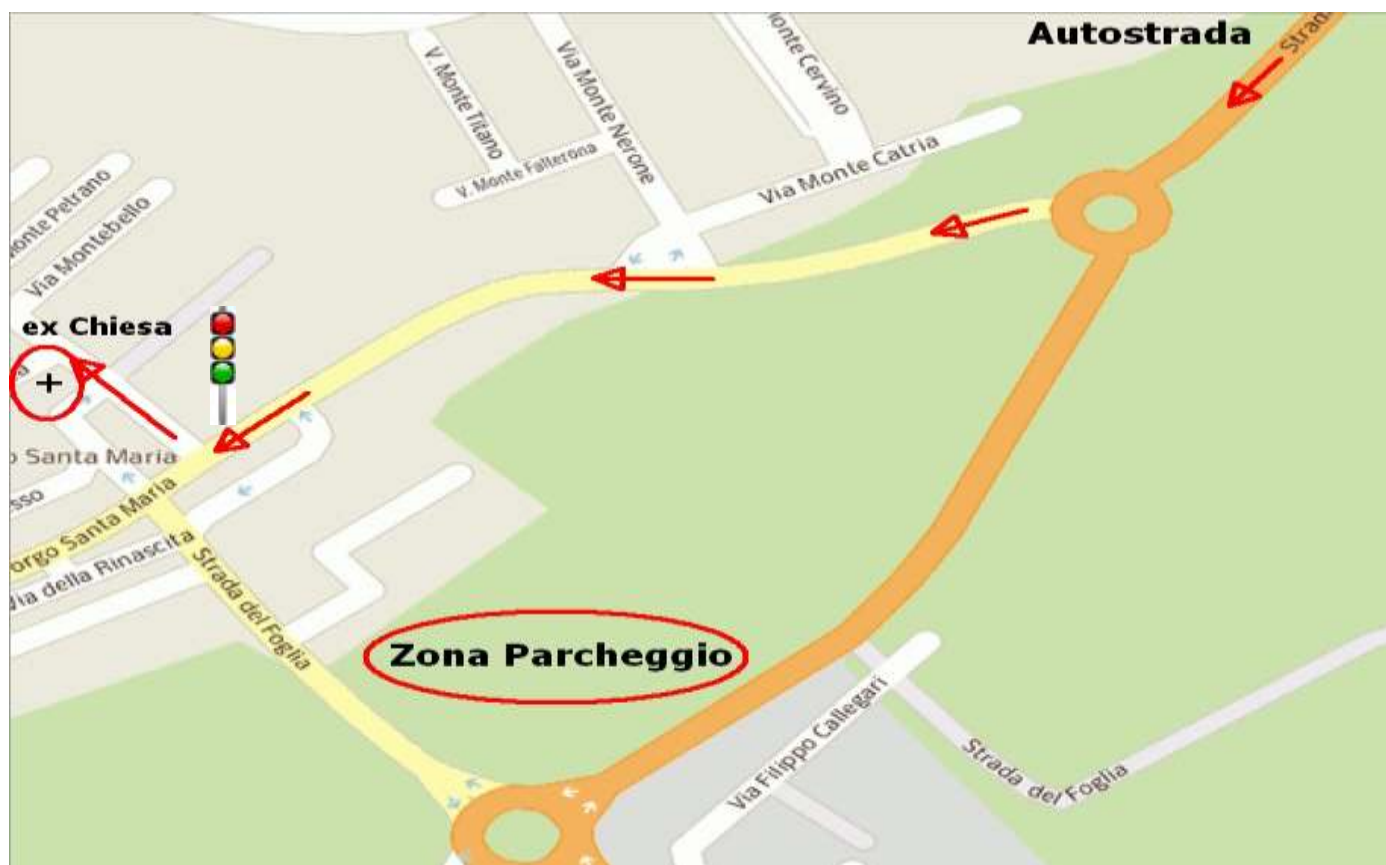 Autostrada
Strada
V. Monte Titano
Via Monte Nerone
Monte Cervino
V. Monte Falterona
Via Monte Catria
Monte Petrano
Via Montebello
ex Chiesa
Santa Maria
Borgo Santa Maria
Via della Rinascita
Strada del Foglia
Zona Parcheggio
Via Filippo Callegari
Strada del Foglia